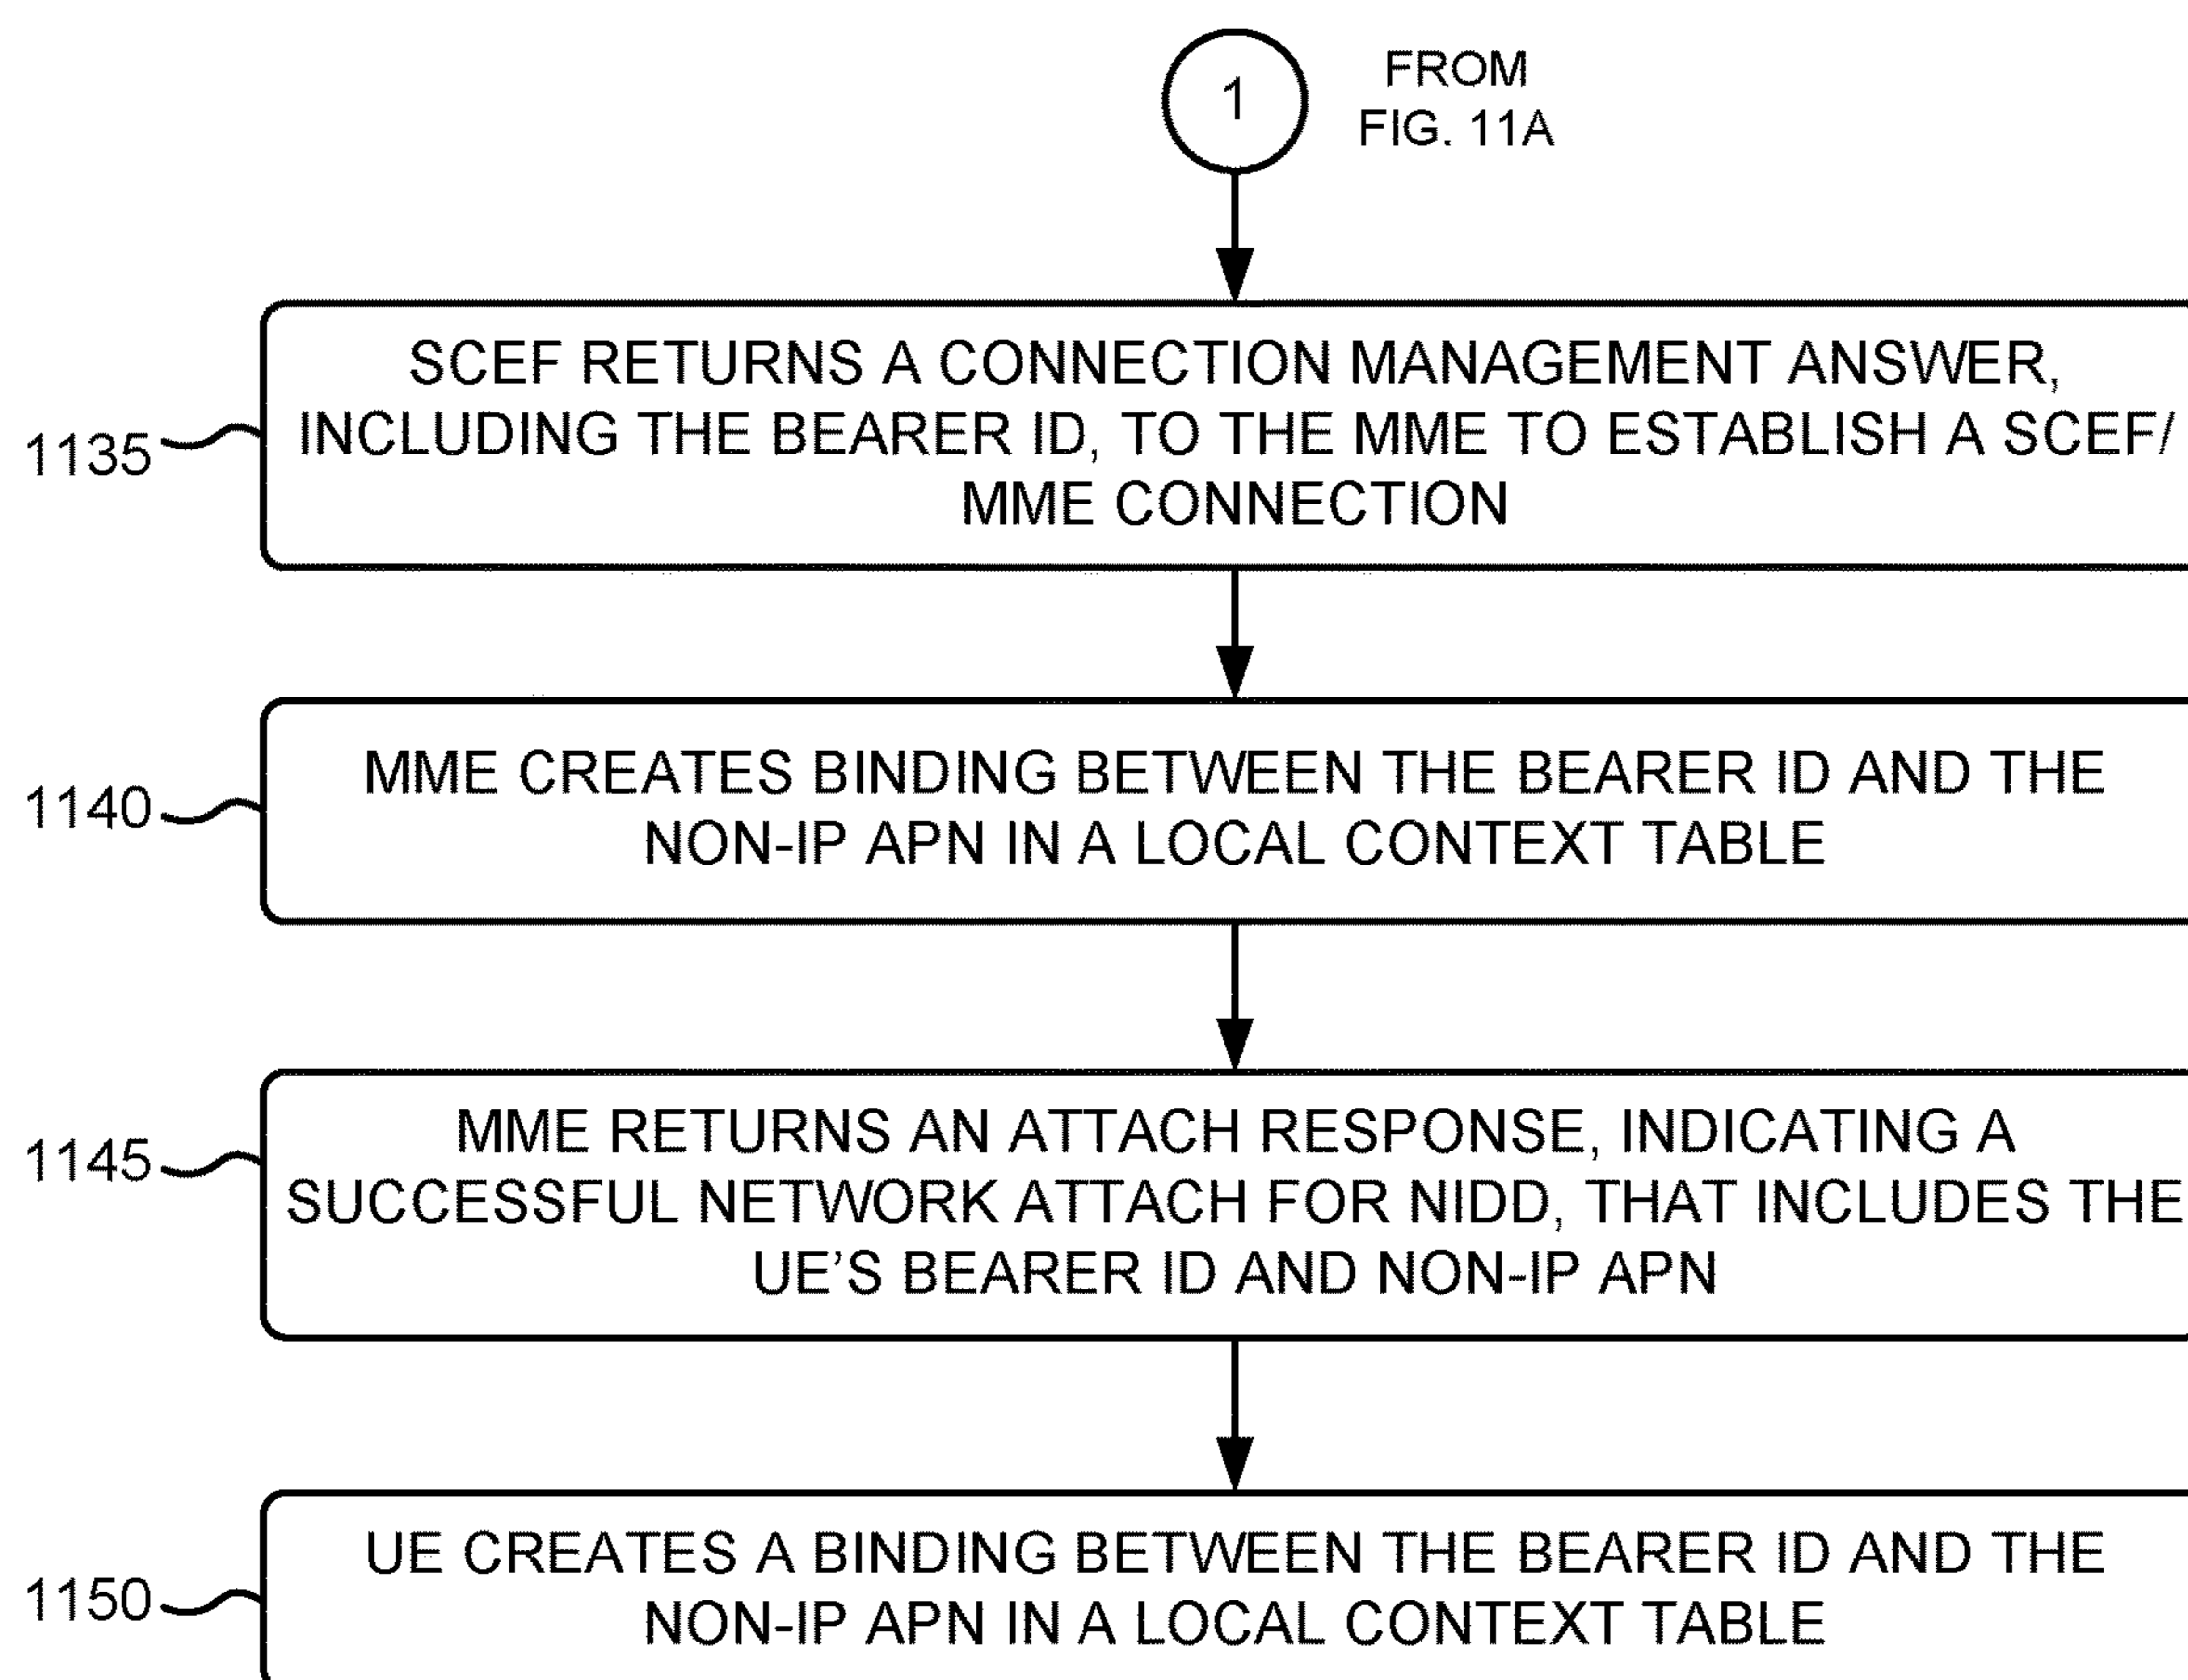 1
FROM
FIG. 11A
SCEF RETURNS A CONNECTION MANAGEMENT ANSWER,
INCLUDING THE BEARER ID, TO THE MME TO ESTABLISH A SCEF/
MME CONNECTION
1135
MME CREATES BINDING BETWEEN THE BEARER ID AND THE
NON-IP APN IN A LOCAL CONTEXT TABLE
1140
MME RETURNS AN ATTACH RESPONSE, INDICATING A
SUCCESSFUL NETWORK ATTACH FOR NIDD, THAT INCLUDES THE
UE’S BEARER ID AND NON-IP APN
1145
UE CREATES A BINDING BETWEEN THE BEARER ID AND THE
NON-IP APN IN A LOCAL CONTEXT TABLE
1150